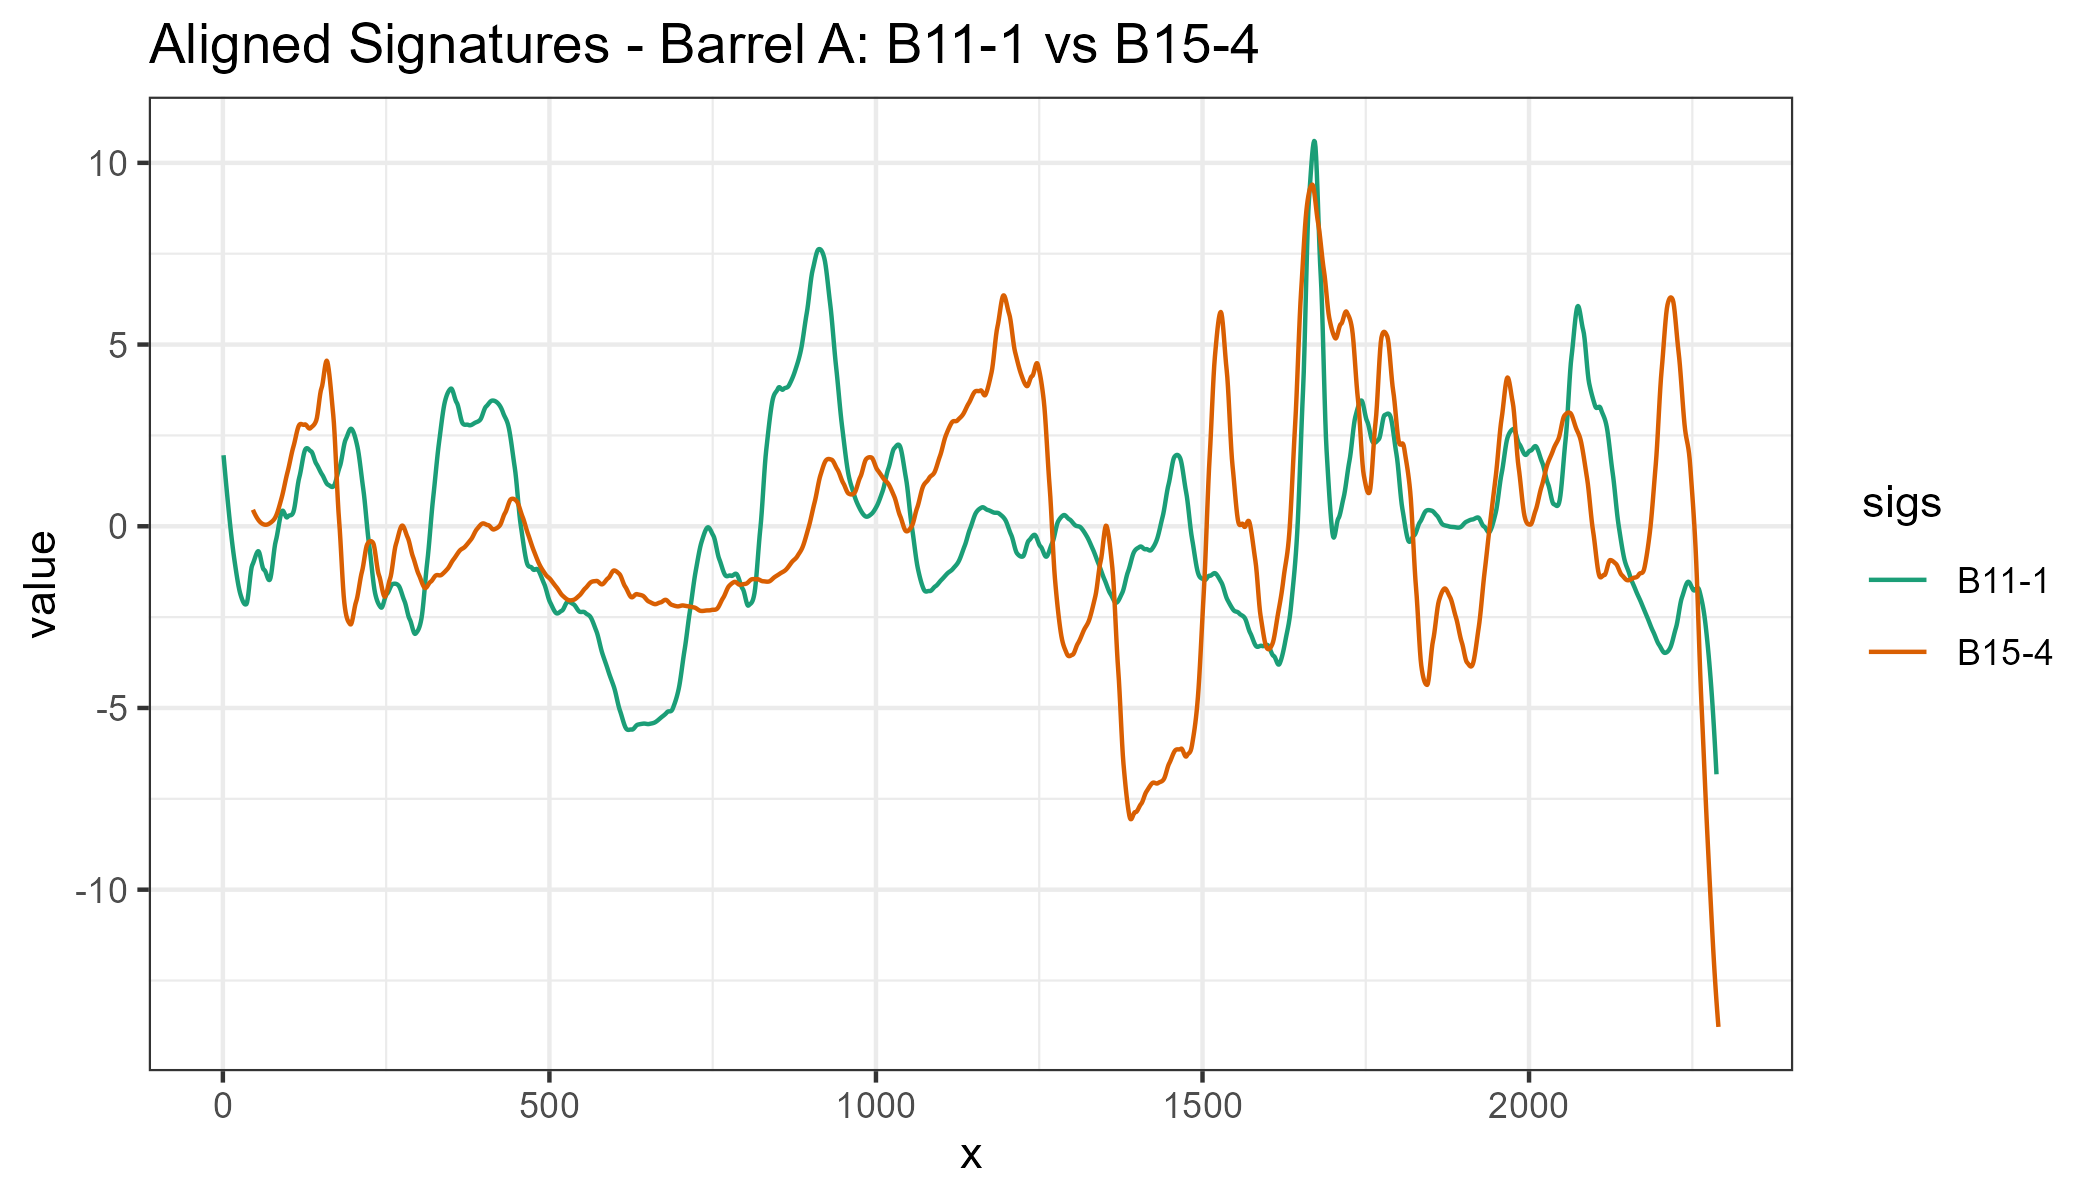 Aligned Signatures - Barrel A: B11-1 vs B15-4
10
5
0
-5
-10
value
0 500 1000 1500 2000
x
sigs
B11-1
B15-4